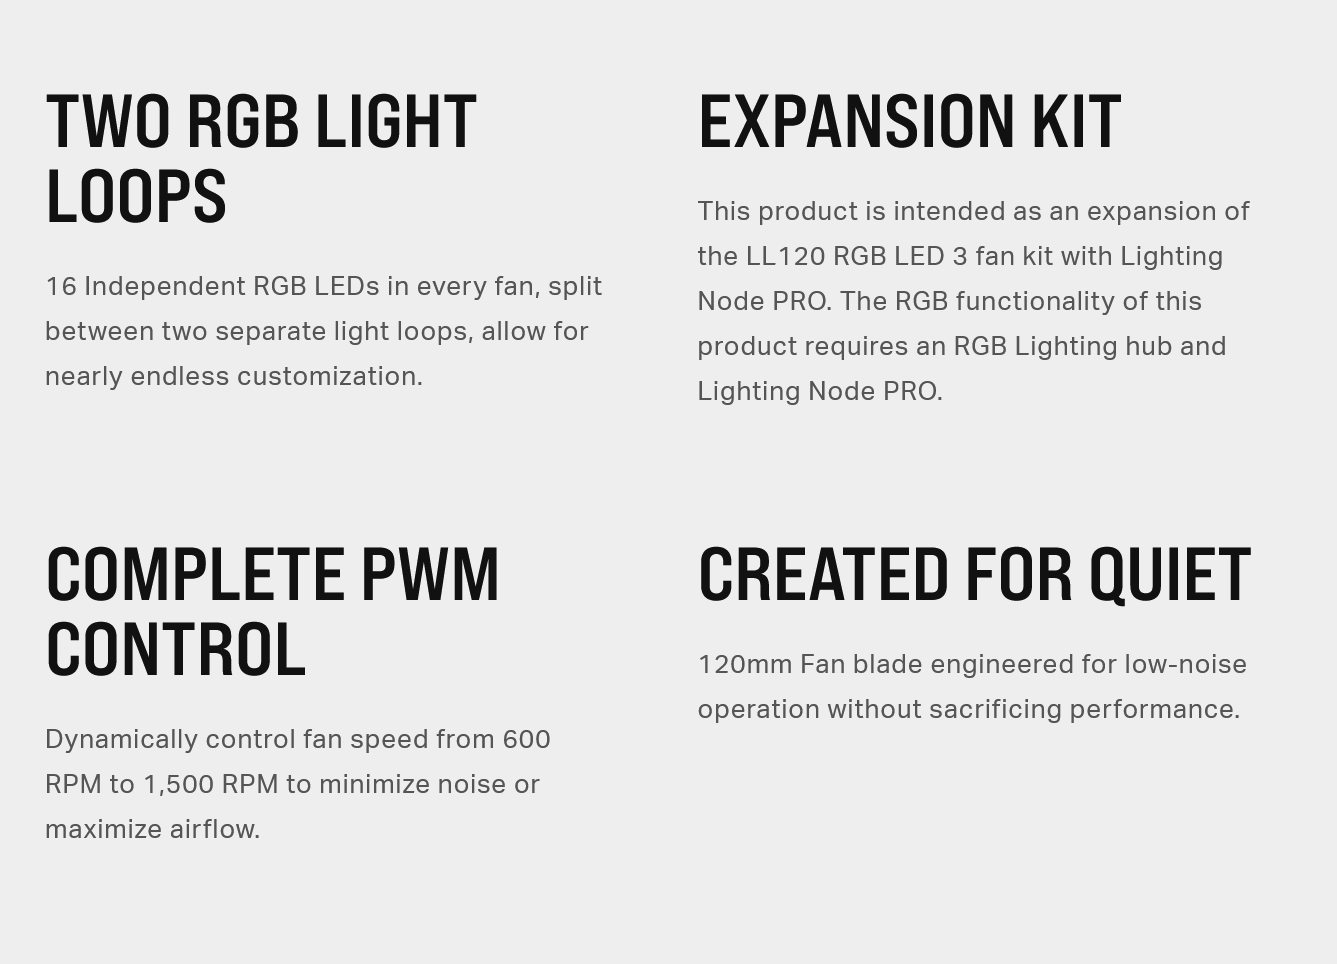 TWO RGB LIGHT
LOOPS
16 Independent RGB LEDs in every fan, split
between two separate light loops, allow for
nearly endless customization.
EXPANSION KIT
This product is intended as an expansion of
the LL120 RGB LED 3 fan kit with Lighting
Node PRO. The RGB functionality of this
product requires an RGB Lighting hub and
Lighting Node PRO.
COMPLETE PWM
CONTROL
Dynamically control fan speed from 600
RPM to 1,500 RPM to minimize noise or
maximize airflow.
CREATED FOR QUIET
120mm Fan blade engineered for low-noise
operation without sacrificing performance.